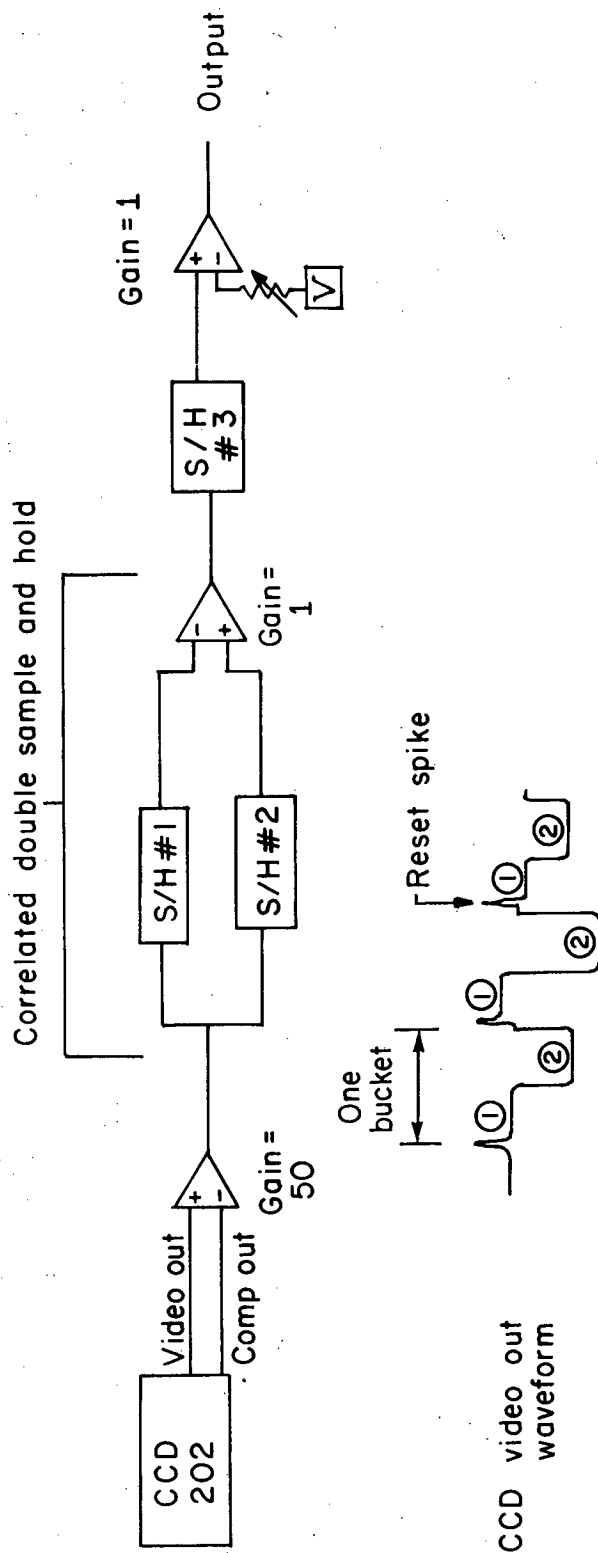 Correlated double sample and hold
CCD
202
Video out
Comp out
+
−
Gain=
50
S/H#1
S/H#2
−
+
Gain=
1
S/H
#3
Gain=1
+
−
V
Output
CCD video out
waveform
One
bucket
Reset spike
①
②
①
②
①
②